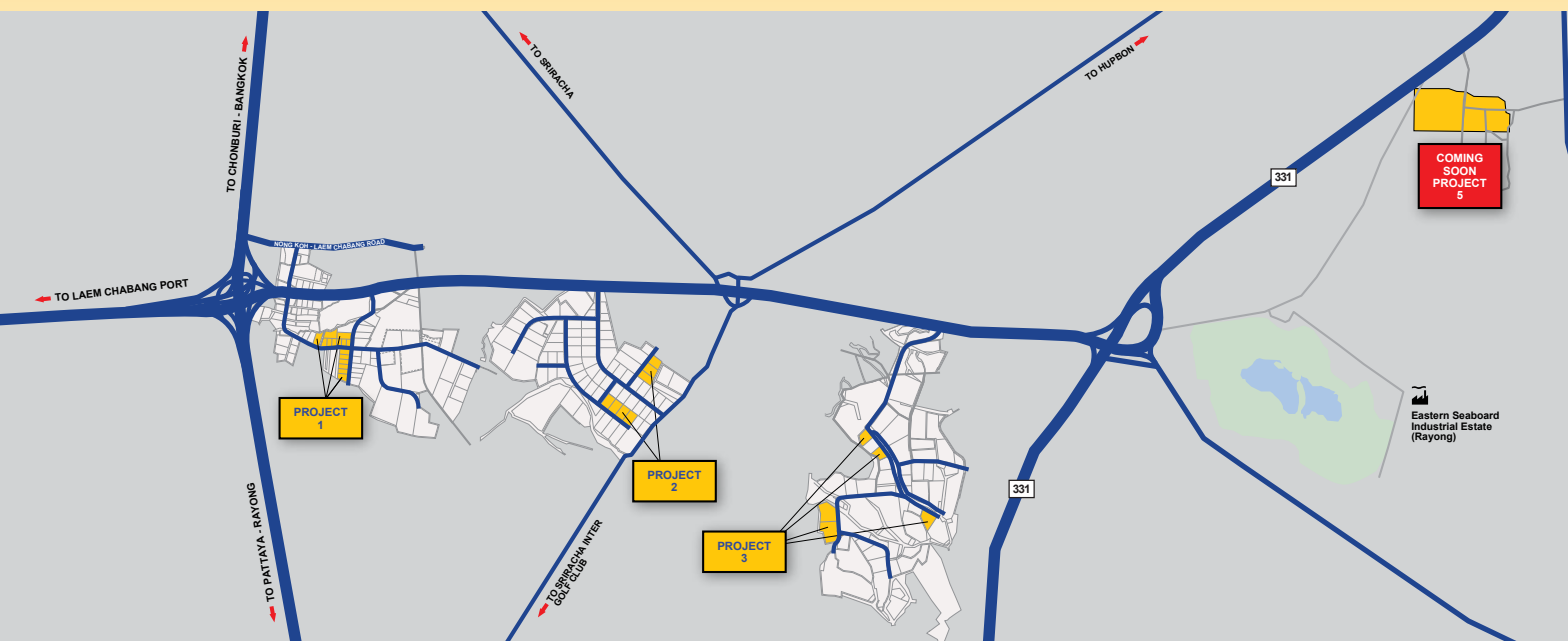 TO CHONBURI - BANGKOK
TO SRIRACHA
TO HUPBON
331
COMING
SOON
PROJECT
5
NONG KOH - LAEM CHABANG ROAD
TO LAEM CHABANG PORT
PROJECT
1
PROJECT
2
PROJECT
3
Eastern Seaboard
Industrial Estate
(Rayong)
331
TO PATTAYA - RAYONG
TO SRIRACHA INTER
GOLF CLUB